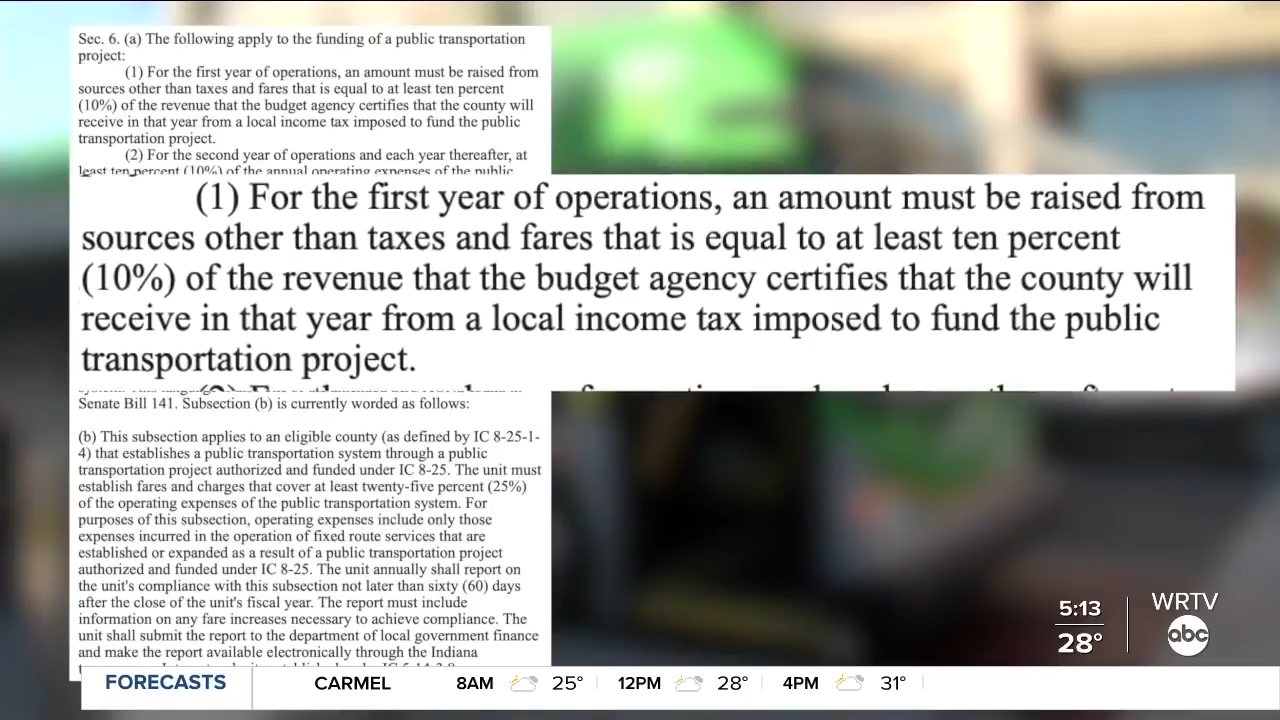 Sec. 6. (a) The following apply to the funding of a public transportation
project:
(1) For the first year of operations, an amount must be raised from
sources other than taxes and fares that is equal to at least ten percent
(10%) of the revenue that the budget agency certifies that the county will
receive in that year from a local income tax imposed to fund the public
transportation project.
(2) For the second year of operations and each year thereafter, at
least ten percent (10%) of the annual operating expenses of the public
(1) For the first year of operations, an amount must be raised from
sources other than taxes and fares that is equal to at least ten percent
(10%) of the revenue that the budget agency certifies that the county will
receive in that year from a local income tax imposed to fund the public
transportation project.
Senate Bill 141. Subsection (b) is currently worded as follows:
(b) This subsection applies to an eligible county (as defined by IC 8-25-1-
4) that establishes a public transportation system through a public
transportation project authorized and funded under IC 8-25. The unit must
establish fares and charges that cover at least twenty-five percent (25%)
of the operating expenses of the public transportation system. For
purposes of this subsection, operating expenses include only those
expenses incurred in the operation of fixed route services that are
established or expanded as a result of a public transportation project
authorized and funded under IC 8-25. The unit annually shall report on
the unit's compliance with this subsection not later than sixty (60) days
after the close of the unit's fiscal year. The report must include
information on any fare increases necessary to achieve compliance. The
unit shall submit the report to the department of local government finance
and make the report available electronically through the Indiana
5:13
28°
WRTV
abc
FORECASTS CARMEL 8AM 25° 12PM 28° 4PM 31°